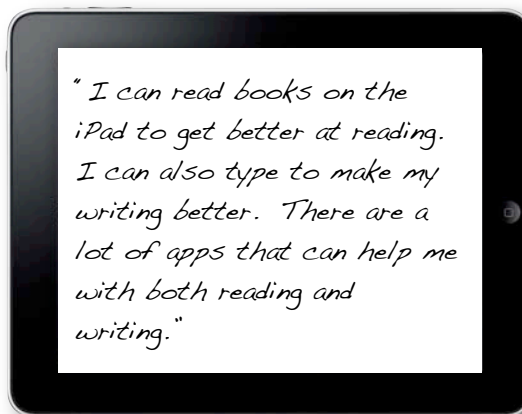 "I can read books on the
iPad to get better at reading.
I can also type to make my
writing better. There are a
lot of apps that can help me
with both reading and
writing."